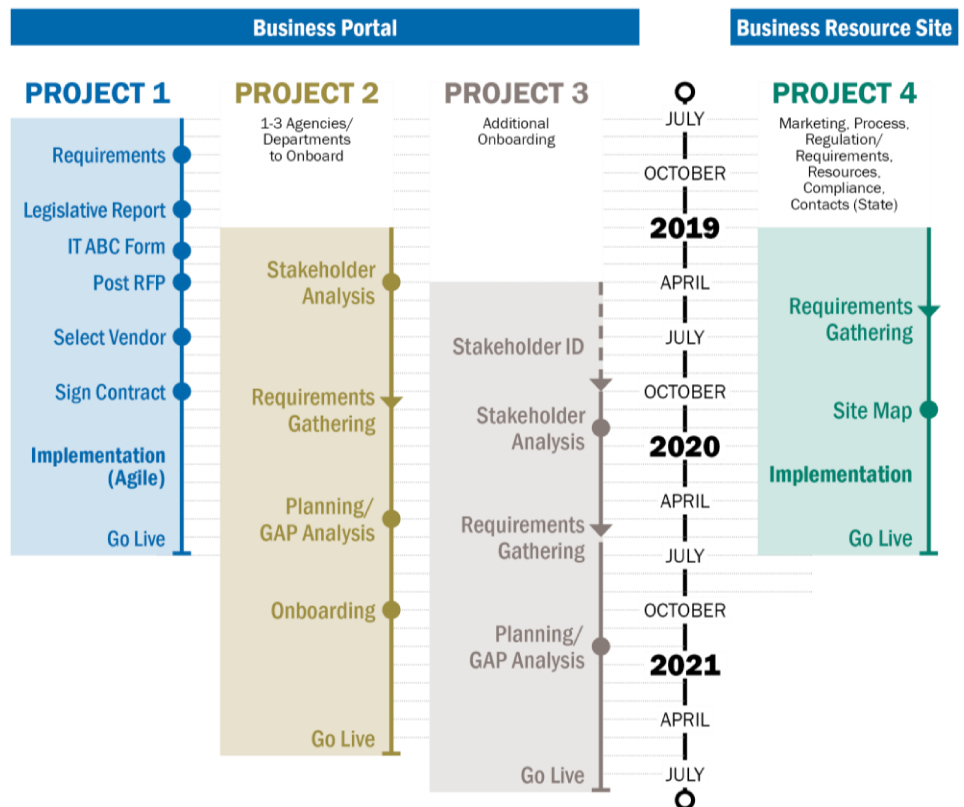 Business Portal
Business Resource Site
PROJECT 1
Requirements
Legislative Report
IT ABC Form
Post RFP
Select Vendor
Sign Contract
Implementation
(Agile)
Go Live
PROJECT 2
1-3 Agencies/
Departments
to Onboard
Stakeholder
Analysis
Requirements
Gathering
Planning/
GAP Analysis
Onboarding
Go Live
PROJECT 3
Additional
Onboarding
Stakeholder ID
Stakeholder
Analysis
Requirements
Gathering
Planning/
GAP Analysis
Go Live
JULY
OCTOBER
2019
APRIL
JULY
OCTOBER
2020
APRIL
JULY
OCTOBER
2021
APRIL
JULY
PROJECT 4
Marketing, Process,
Regulation/
Requirements,
Resources,
Compliance,
Contacts (State)
Requirements
Gathering
Site Map
Implementation
Go Live